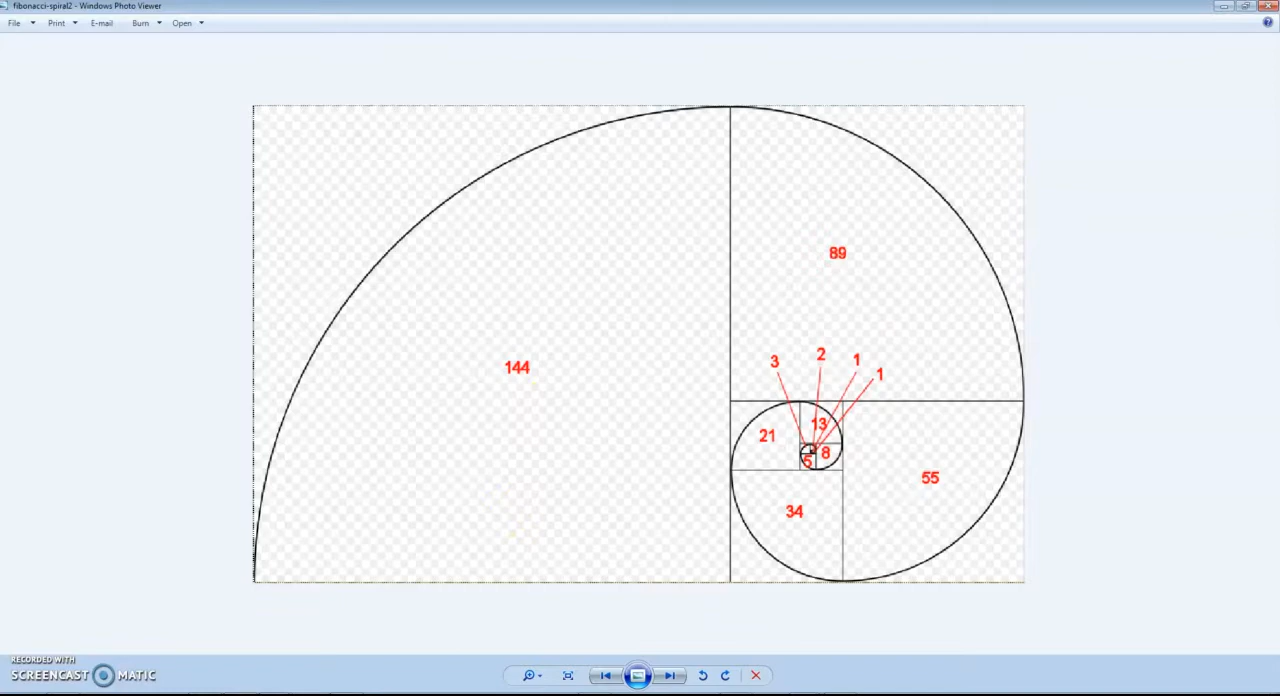 fibonacci-spiral2 - Windows Photo Viewer
File Print E-mail Burn Open
89
3 2 1 1
144
21 13
5 8
55
34
RECORDED WITH
SCREENCAST MATIC